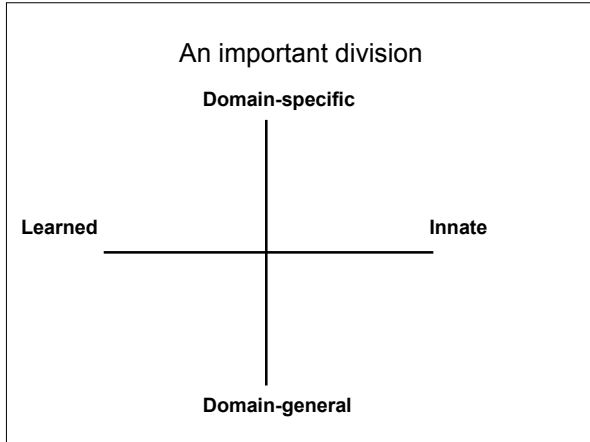 An important division
Domain-specific
Learned
Innate
Domain-general